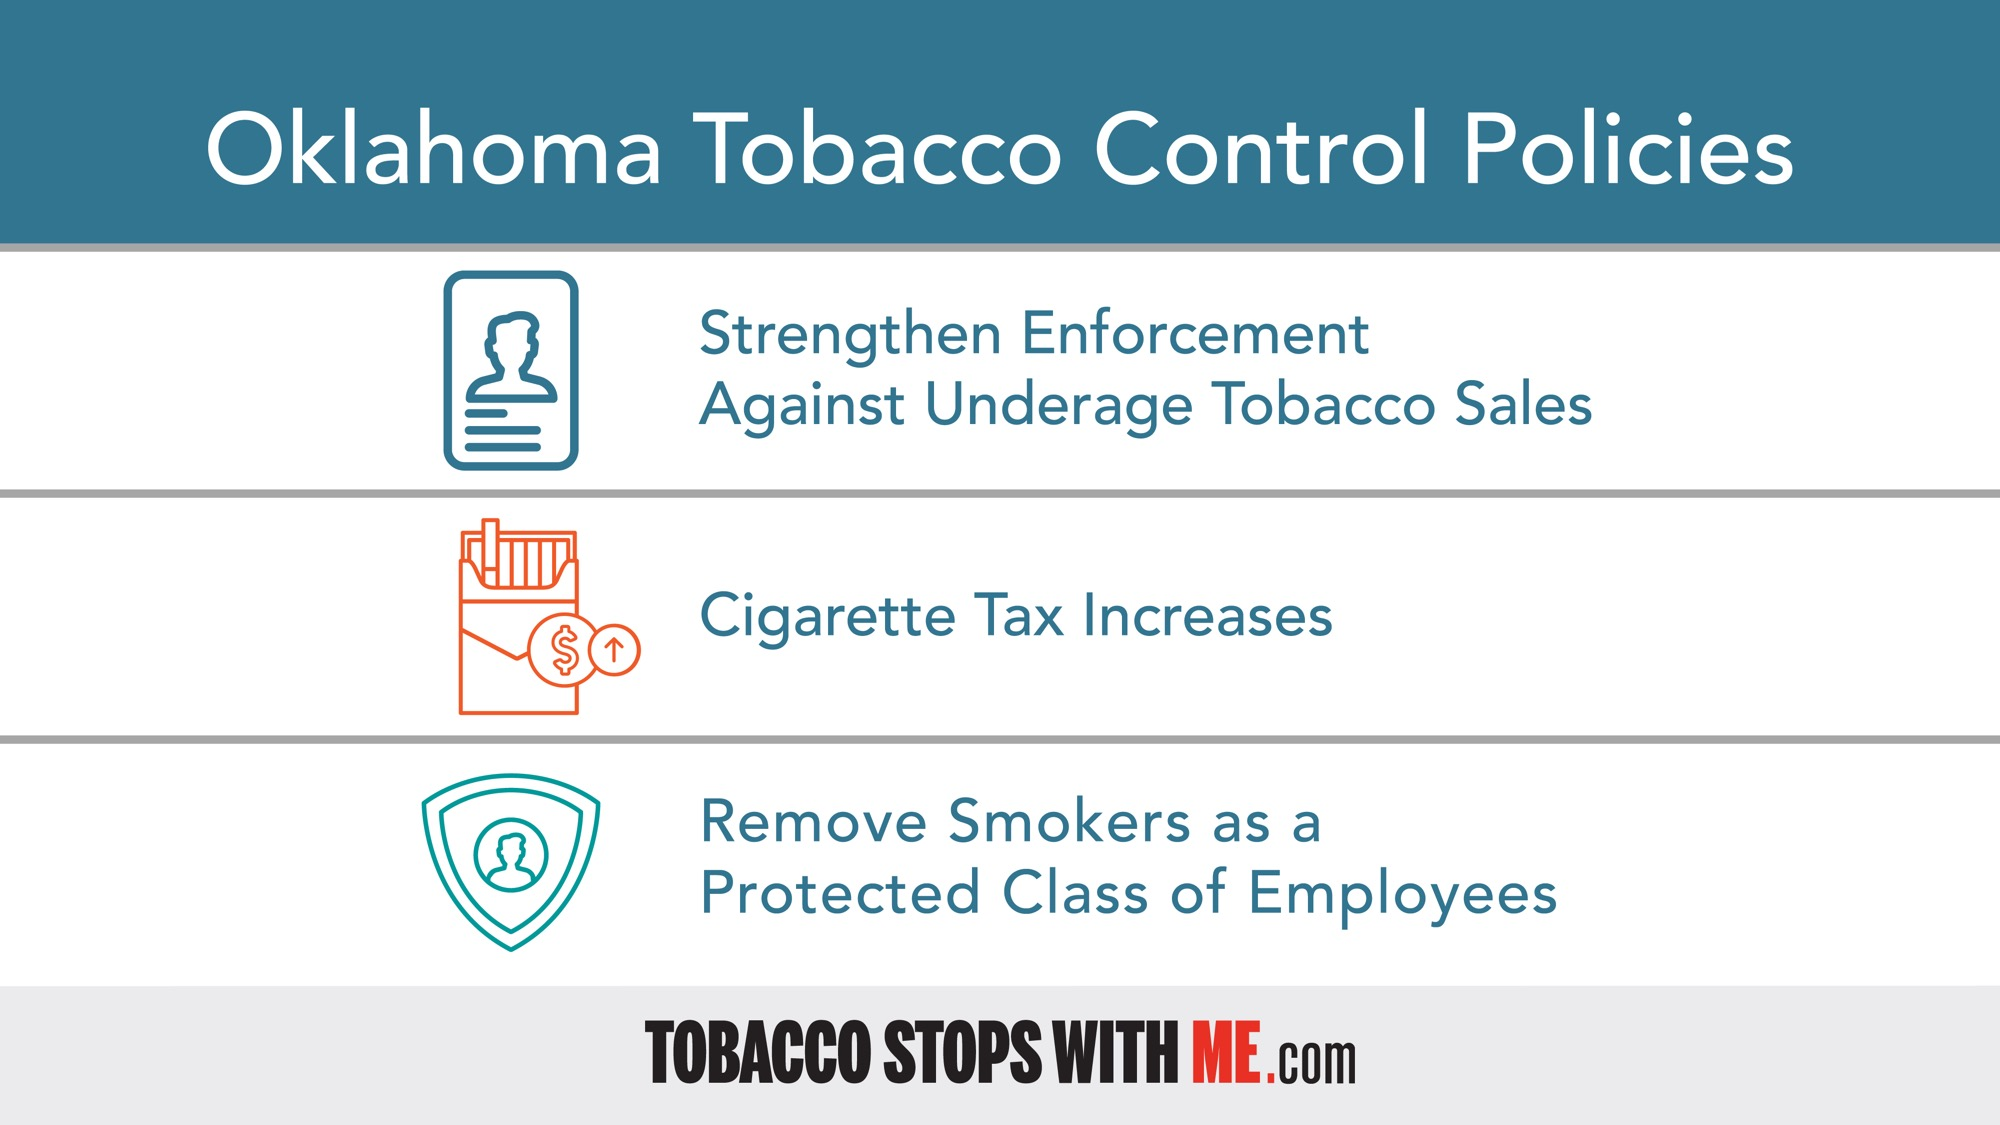 Oklahoma Tobacco Control Policies
Strengthen Enforcement
Against Underage Tobacco Sales
$
Cigarette Tax Increases
Remove Smokers as a
Protected Class of Employees
TOBACCO STOPS WITH ME.com